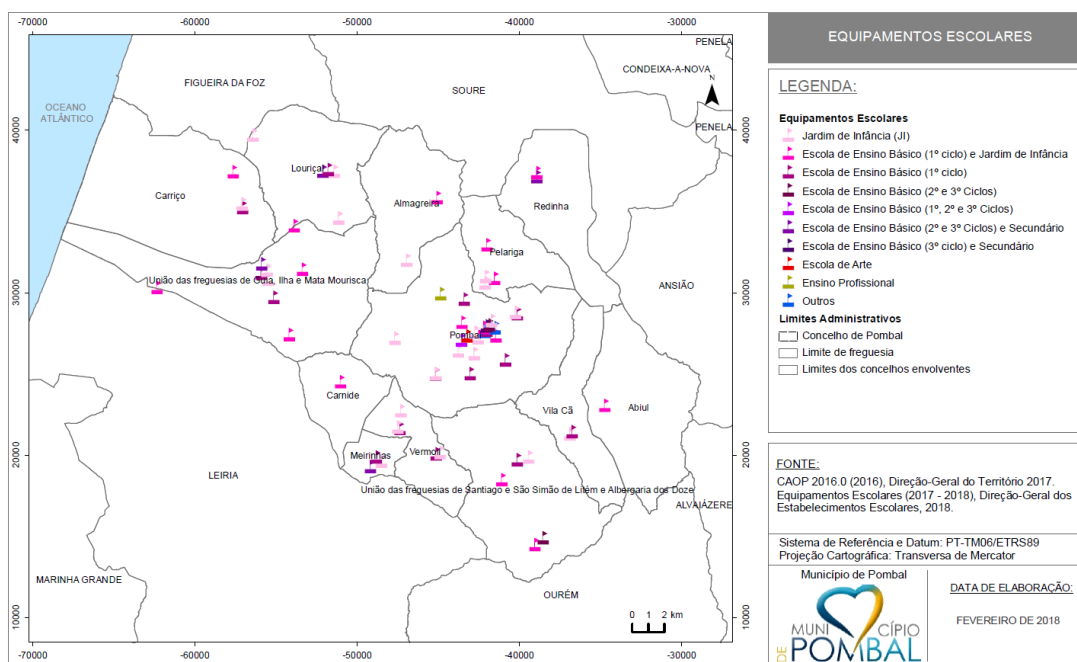 -70000
-60000
-50000
-40000
-30000
PENELA
CONDEIXA-A-NOVA
FIGUEIRA DA FOZ
SOURE
N
OCEANO
ATLÂNTICO
PENELA
40000
40000
Louriçal
Carriço
Almagreira
Redinha
Pelariga
União das freguesias de Guia, Ilha e Mata Mourisca
ANSIÃO
30000
30000
Pombal
Carnide
Vila Cã
Abiul
20000
20000
Meirinhas
Vermoil
LEIRIA
União das freguesias de Santiago e São Simão de Litém e Albergaria dos Doze
ALVAIÁZERE
MARINHA GRANDE
OURÉM
10000
10000
0 1 2 km
-70000
-60000
-50000
-40000
-30000
EQUIPAMENTOS ESCOLARES
LEGENDA:
Equipamentos Escolares
Jardim de Infância (JI)
Escola de Ensino Básico (1º ciclo) e Jardim de Infância
Escola de Ensino Básico (1º ciclo)
Escola de Ensino Básico (2º e 3º Ciclos)
Escola de Ensino Básico (1º, 2º e 3º Ciclos)
Escola de Ensino Básico (2º e 3º Ciclos) e Secundário
Escola de Ensino Básico (3º ciclo) e Secundário
Escola de Arte
Ensino Profissional
Outros
Limites Administrativos
Concelho de Pombal
Limite de freguesia
Limites dos concelhos envolventes
FONTE:
CAOP 2016.0 (2016), Direção-Geral do Território 2017.
Equipamentos Escolares (2017 - 2018), Direção-Geral dos
Estabelecimentos Escolares, 2018.
Sistema de Referência e Datum: PT-TM06/ETRS89
Projeção Cartográfica: Transversa de Mercator
Município de Pombal
MUNICÍPIO
DE POMBAL
DATA DE ELABORAÇÃO:
FEVEREIRO DE 2018